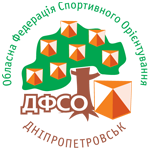 Обласна Федерація Спортивного Орієнтування
ДФСО
ДНІПРОПЕТРОВСЬК